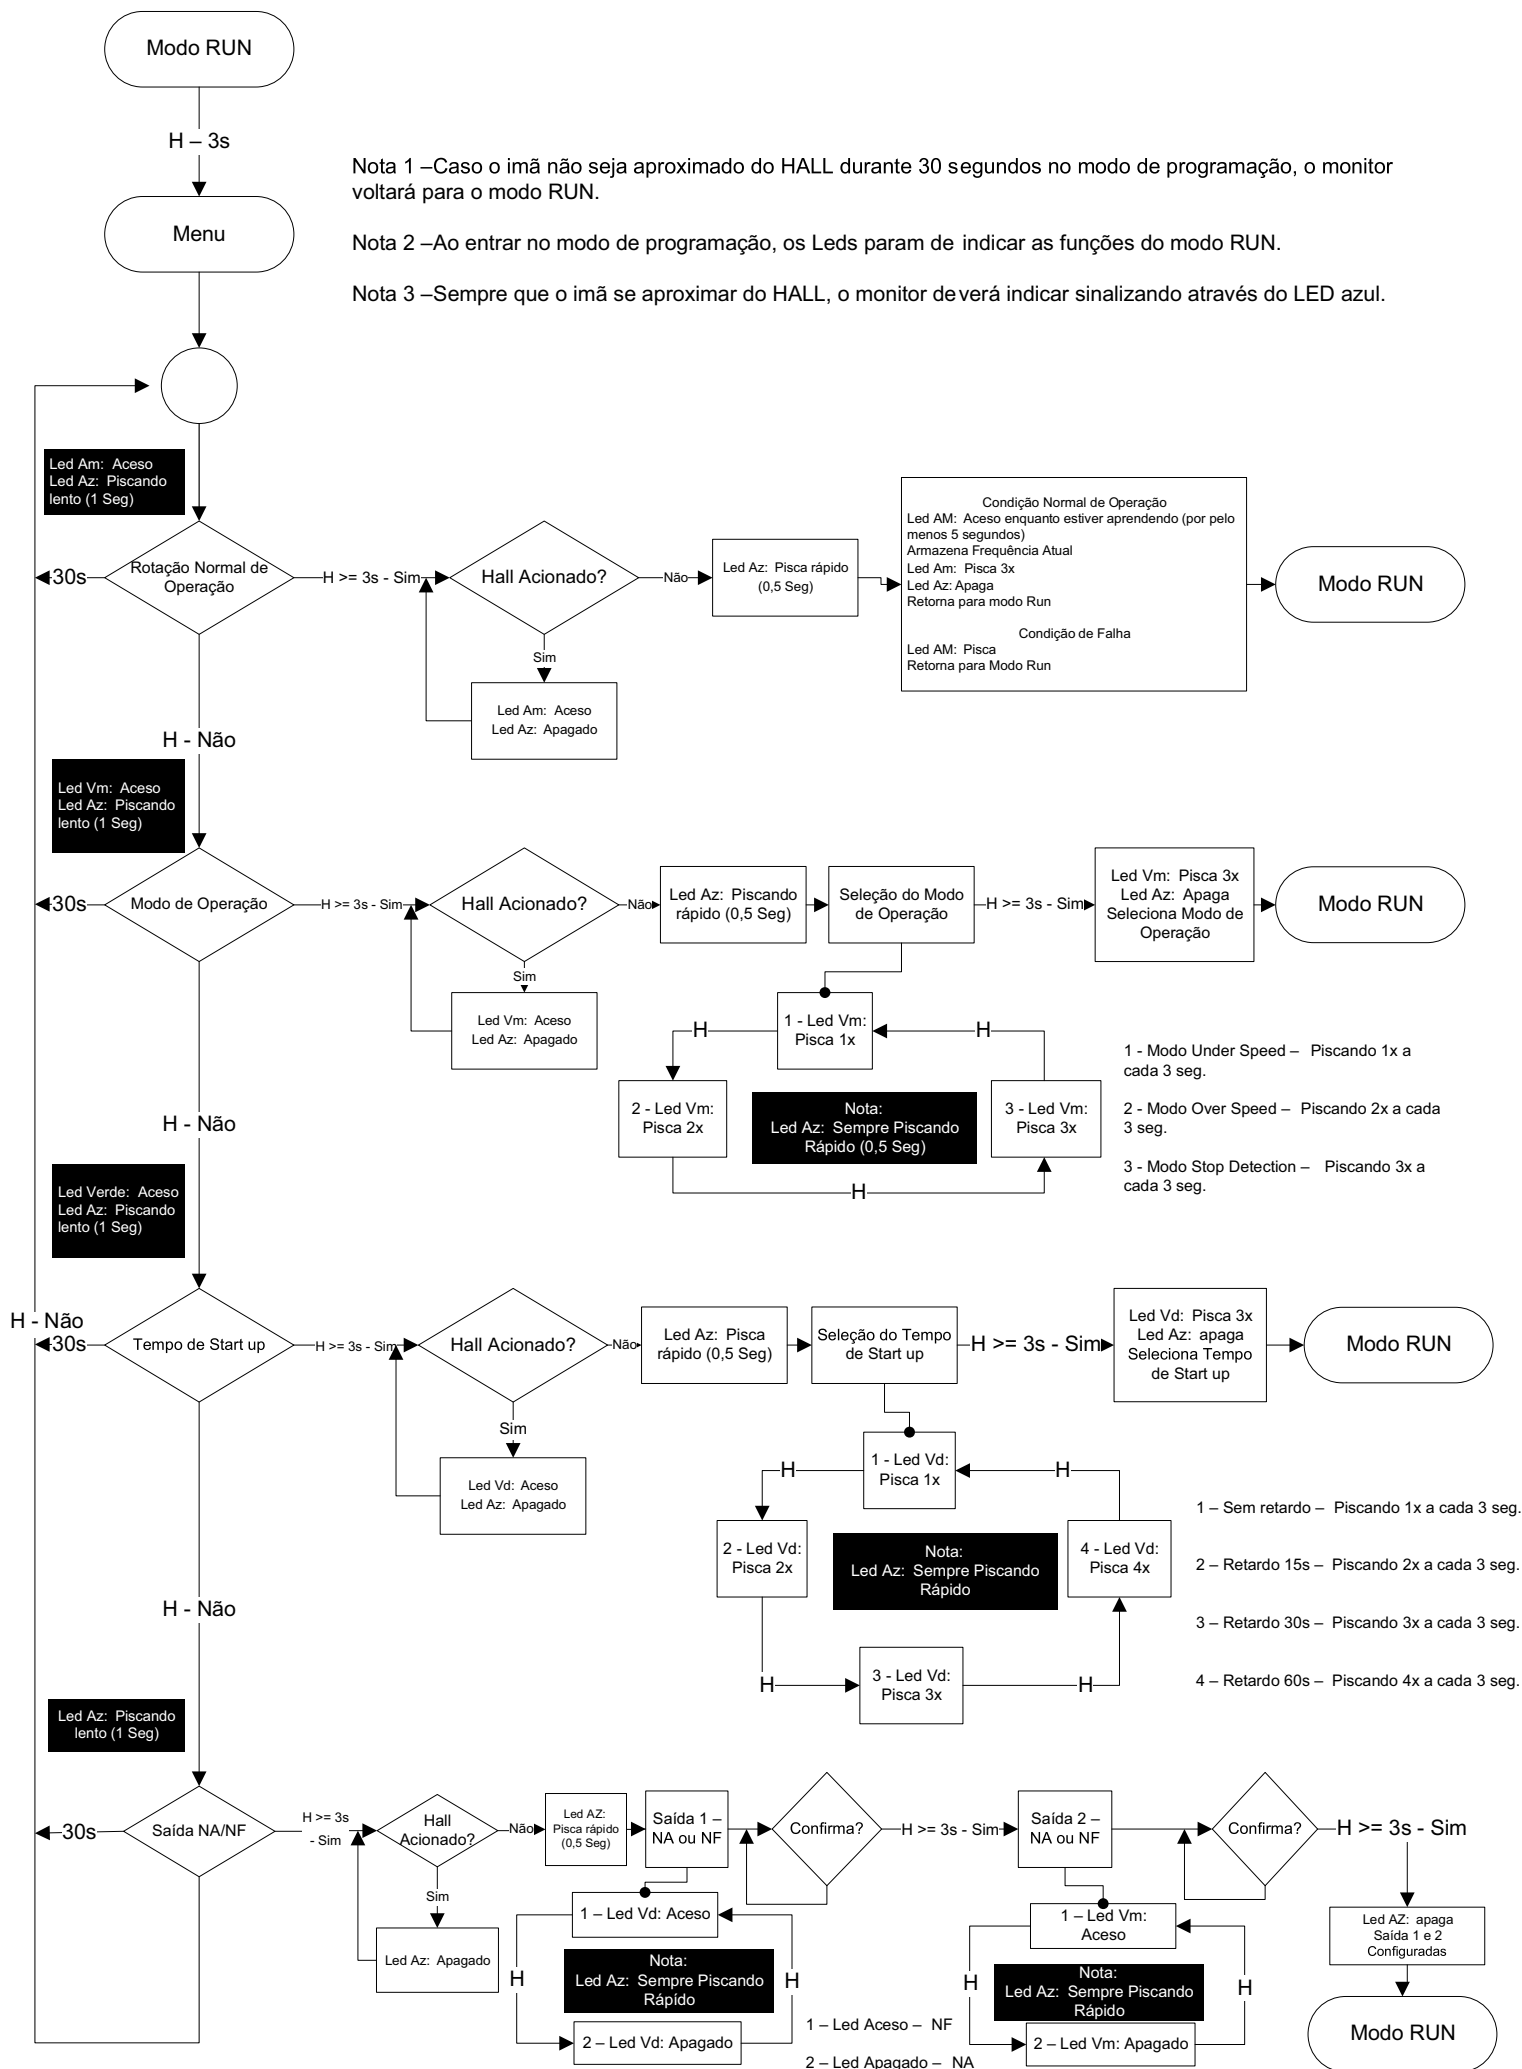 Modo RUN
H – 3s
Nota 1 –Caso o imã não seja aproximado do HALL durante 30 segundos no modo de programação, o monitor
voltará para o modo RUN.
Menu
Nota 2 –Ao entrar no modo de programação, os Leds param de indicar as funções do modo RUN.
Nota 3 –Sempre que o imã se aproximar do HALL, o monitor deverá indicar sinalizando através do LED azul.
Led Am: Aceso
Led Az: Piscando
lento (1 Seg)
30s
Rotação Normal de
Operação
H >= 3s - Sim
Hall Acionado?
Não
Led Az: Pisca rápido
(0,5 Seg)
Condição Normal de Operação
Led AM: Aceso enquanto estiver aprendendo (por pelo
menos 5 segundos)
Armazena Frequência Atual
Led Am: Pisca 3x
Led Az: Apaga
Retorna para modo Run
Condição de Falha
Led AM: Pisca
Retorna para Modo Run
Modo RUN
Sim
Led Am: Aceso
Led Az: Apagado
H - Não
Led Vm: Aceso
Led Az: Piscando
lento (1 Seg)
30s
Modo de Operação
H >= 3s - Sim
Hall Acionado?
Não
Led Az: Piscando
rápido (0,5 Seg)
Seleção do Modo
de Operação
H >= 3s - Sim
Led Vm: Pisca 3x
Led Az: Apaga
Seleciona Modo de
Operação
Modo RUN
Sim
Led Vm: Aceso
Led Az: Apagado
1 - Led Vm:
Pisca 1x
H
H
2 - Led Vm:
Pisca 2x
Nota:
Led Az: Sempre Piscando
Rápido (0,5 Seg)
3 - Led Vm:
Pisca 3x
H
1 - Modo Under Speed – Piscando 1x a
cada 3 seg.
2 - Modo Over Speed – Piscando 2x a cada
3 seg.
3 - Modo Stop Detection – Piscando 3x a
cada 3 seg.
H - Não
Led Verde: Aceso
Led Az: Piscando
lento (1 Seg)
H - Não
30s
Tempo de Start up
H >= 3s - Sim
Hall Acionado?
Não
Led Az: Pisca
rápido (0,5 Seg)
Seleção do Tempo
de Start up
H >= 3s - Sim
Led Vd: Pisca 3x
Led Az: apaga
Seleciona Tempo
de Start up
Modo RUN
Sim
Led Vd: Aceso
Led Az: Apagado
1 - Led Vd:
Pisca 1x
H
H
2 - Led Vd:
Pisca 2x
Nota:
Led Az: Sempre Piscando
Rápido
4 - Led Vd:
Pisca 4x
H
3 - Led Vd:
Pisca 3x
H
1 – Sem retardo – Piscando 1x a cada 3 seg.
2 – Retardo 15s – Piscando 2x a cada 3 seg.
3 – Retardo 30s – Piscando 3x a cada 3 seg.
4 – Retardo 60s – Piscando 4x a cada 3 seg.
H - Não
Led Az: Piscando
lento (1 Seg)
30s
Saída NA/NF
H >= 3s
- Sim
Hall
Acionado?
Não
Led AZ:
Pisca rápido
(0,5 Seg)
Saída 1 –
NA ou NF
Confirma?
H >= 3s - Sim
Saída 2 –
NA ou NF
Confirma?
H >= 3s - Sim
Sim
Led Az: Apagado
1 – Led Vd: Aceso
H
Nota:
Led Az: Sempre Piscando
Rápído
H
2 – Led Vd: Apagado
1 – Led Aceso – NF
2 – Led Apagado – NA
1 – Led Vm:
Aceso
H
Nota:
Led Az: Sempre Piscando
Rápido
H
2 – Led Vm: Apagado
Led AZ: apaga
Saída 1 e 2
Configuradas
Modo RUN